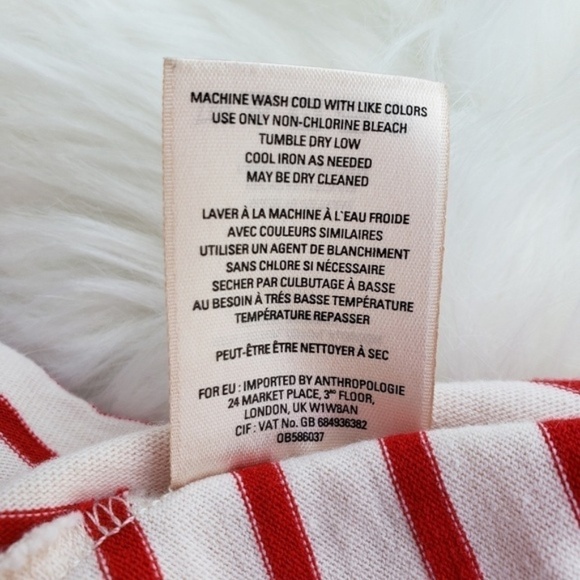 MACHINE WASH COLD WITH LIKE COLORS
USE ONLY NON-CHLORINE BLEACH
TUMBLE DRY LOW
COOL IRON AS NEEDED
MAY BE DRY CLEANED
LAVER À LA MACHINE À L'EAU FROIDE
AVEC COULEURS SIMILAIRES
UTILISER UN AGENT DE BLANCHIMENT
SANS CHLORE SI NÉCESSAIRE
SECHER PAR CULBUTAGE À BASSE
AU BESOIN À TRÉS BASSE TEMPÉRATURE
TEMPÉRATURE REPASSER
PEUT-ÊTRE ÊTRE NETTOYER À SEC
FOR EU : IMPORTED BY ANTHROPOLOGIE
24 MARKET PLACE, 3RD FLOOR,
LONDON, UK W1W8AN
CIF : VAT No. GB 684936382
OB586037